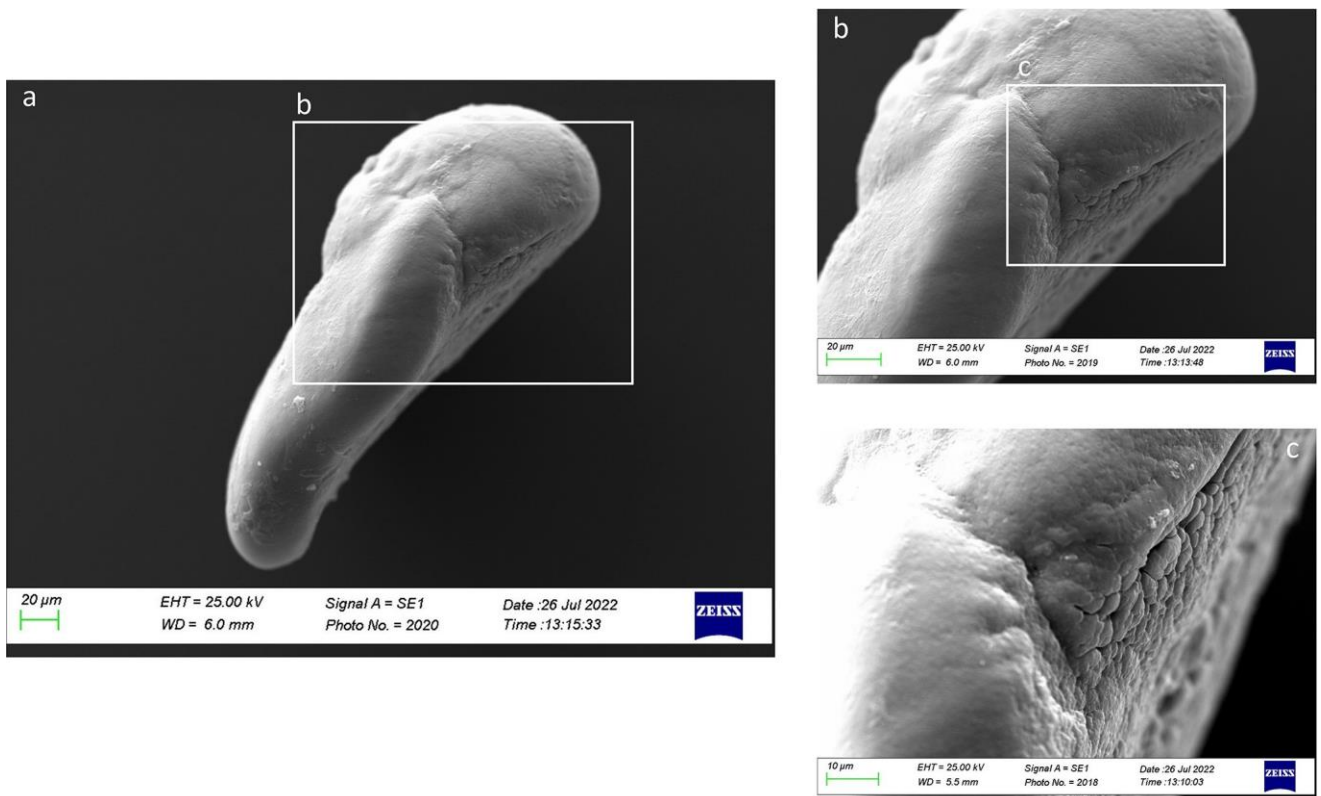 a
b
20 µm
EHT = 25.00 kV
Signal A = SE1
Date :26 Jul 2022
WD = 6.0 mm
Photo No. = 2020
Time :13:15:33
ZEISS
b
c
20 µm
EHT = 25.00 kV
Signal A = SE1
Date :26 Jul 2022
WD = 6.0 mm
Photo No. = 2019
Time :13:13:48
ZEISS
c
10 µm
EHT = 25.00 kV
Signal A = SE1
Date :26 Jul 2022
WD = 5.5 mm
Photo No. = 2018
Time :13:10:03
ZEISS